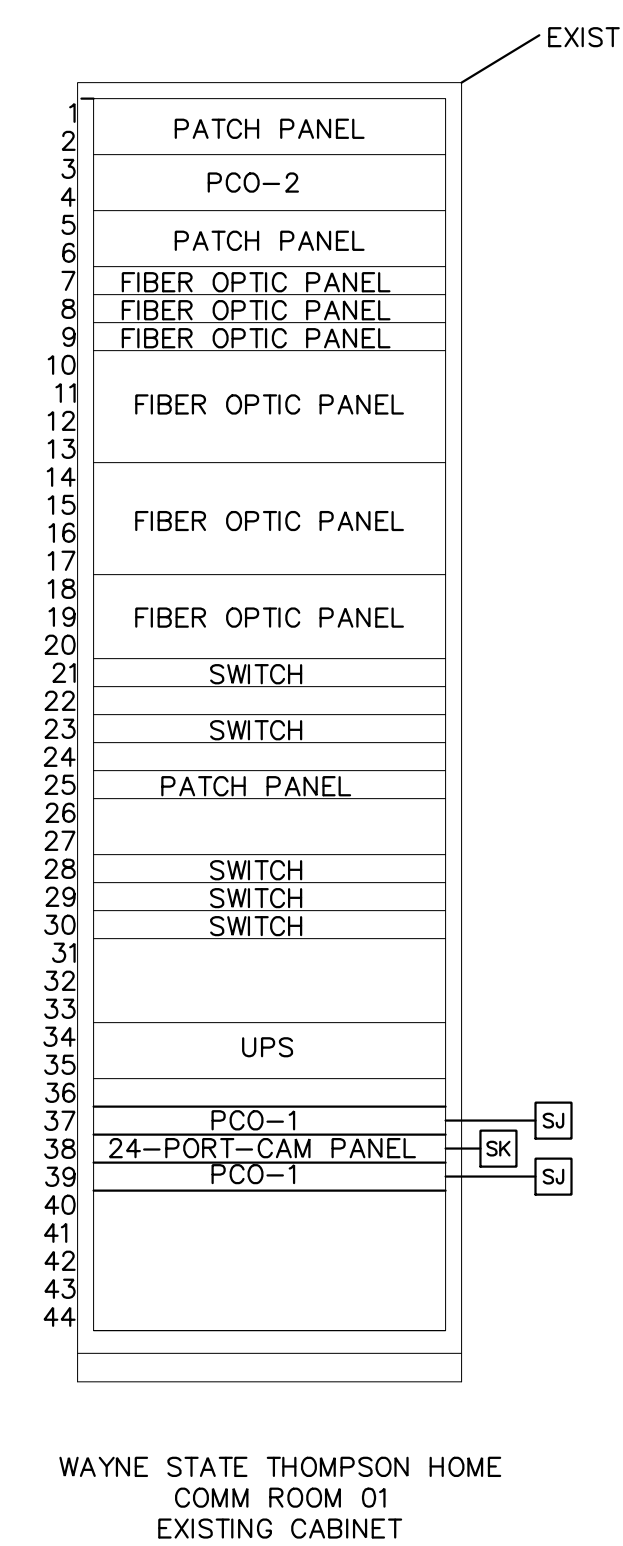 EXIST
1
PATCH PANEL
2
3
PCO-2
4
5
PATCH PANEL
6
7 FIBER OPTIC PANEL
8 FIBER OPTIC PANEL
9 FIBER OPTIC PANEL
10
11
FIBER OPTIC PANEL
12
13
14
15
FIBER OPTIC PANEL
16
17
18
19 FIBER OPTIC PANEL
20
21 SWITCH
22
23 SWITCH
24
25 PATCH PANEL
26
27
28 SWITCH
29 SWITCH
30 SWITCH
31
32
33
34
UPS
35
36
37 PCO-1 SJ
38 24-PORT-CAM PANEL SK
39 PCO-1 SJ
40
41
42
43
44
WAYNE STATE THOMPSON HOME
COMM ROOM 01
EXISTING CABINET